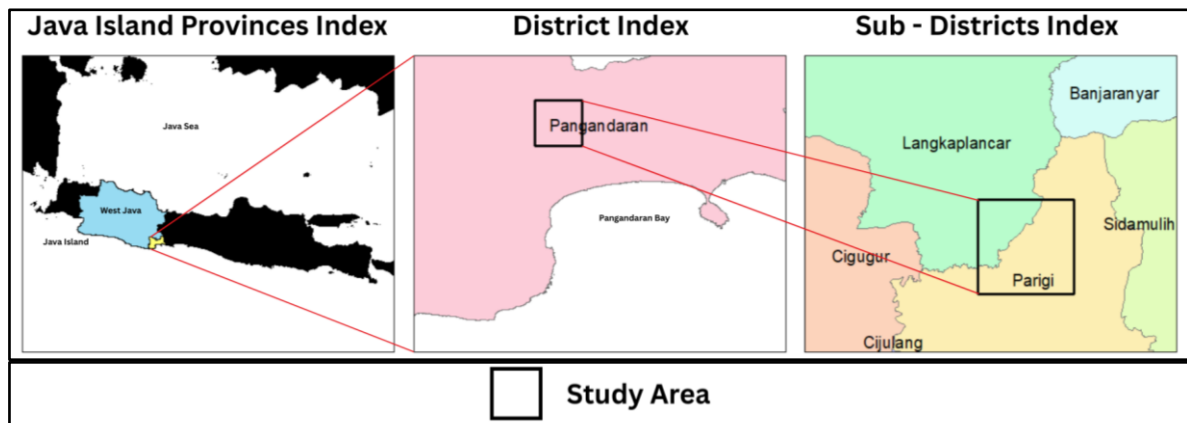 Java Island Provinces Index
District Index
Sub - Districts Index
Java Sea
West Java
Java Island
Pangandaran
Pangandaran Bay
Banjaranyar
Langkaplancar
Sidamulih
Cigugur
Parigi
Cijulang
Study Area